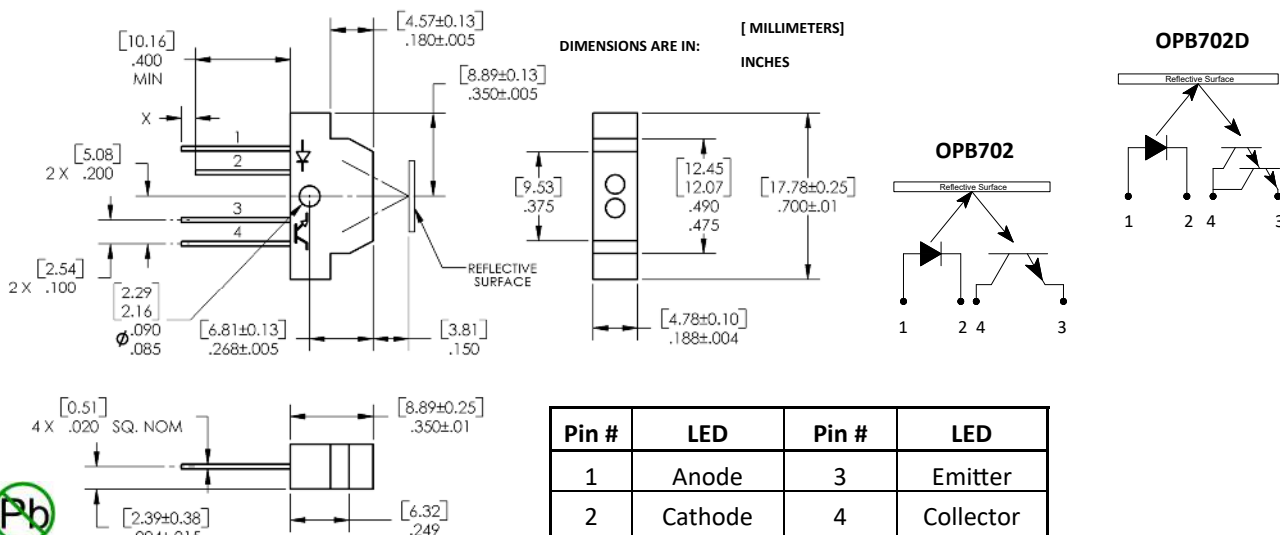 [10.16]
.400
MIN
[4.57±0.13]
.180±.005
DIMENSIONS ARE IN:
[ MILLIMETERS]
INCHES
[8.89±0.13]
.350±.005
X
1
2
3
4
2 X [5.08]
.200
2 X [2.54]
.100
[2.29]
[2.16]
ø .090
.085
[6.81±0.13]
.268±.005
[3.81]
.150
REFLECTIVE
SURFACE
[9.53]
.375
[12.45]
[12.07]
.490
.475
[17.78±0.25]
.700±.01
[4.78±0.10]
.188±.004
OPB702
Reflective Surface
1 2 4 3
OPB702D
Reflective Surface
1 2 4 3
4 X [0.51]
.020 SQ. NOM
[8.89±0.25]
.350±.01
[2.39±0.38]
[6.32]
.249
Pb
Pin # LED Pin # LED
1 Anode 3 Emitter
2 Cathode 4 Collector